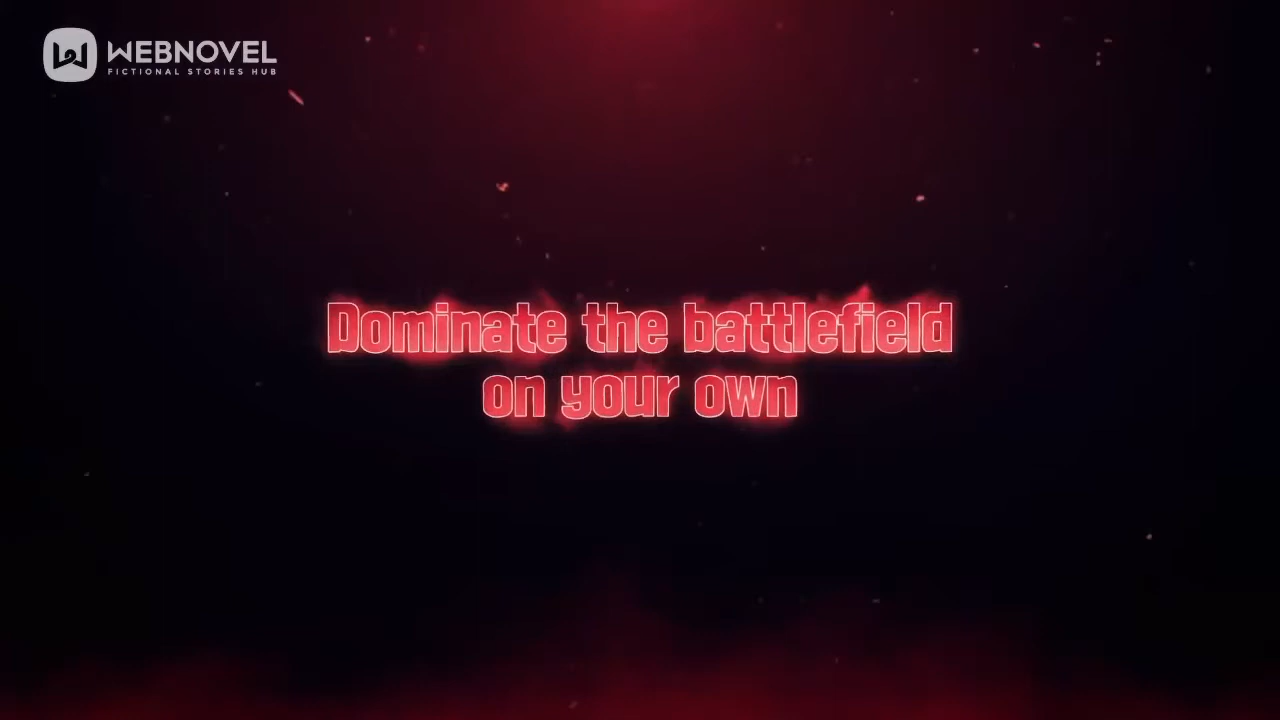 WEBNOVEL
FICTIONAL STORIES HUB
Dominate the battlefield
on your own